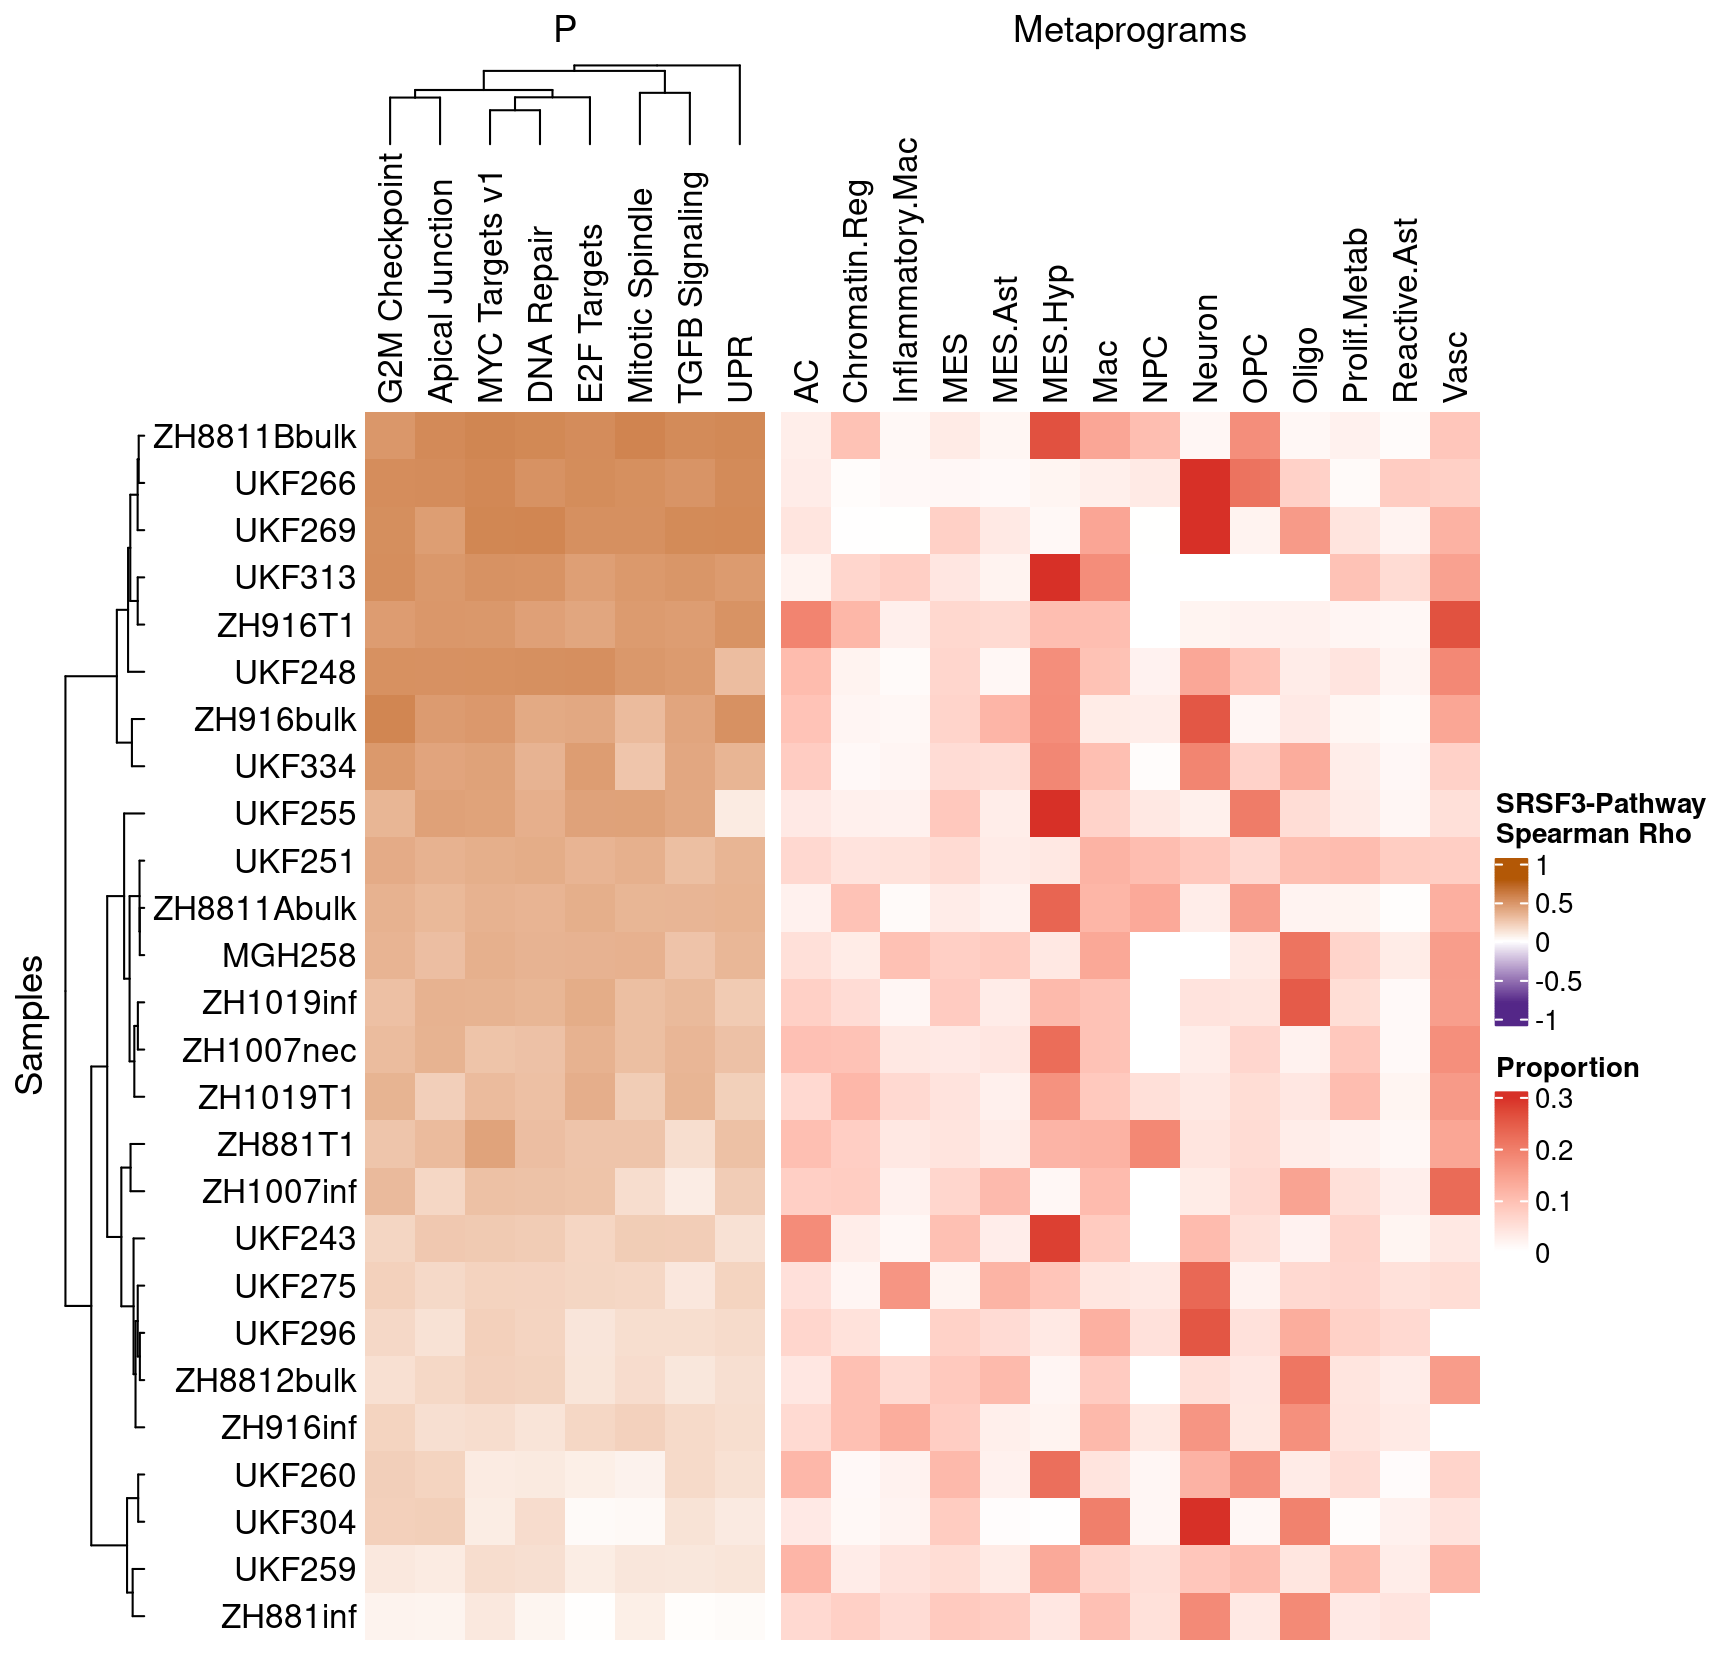 P
Metaprograms
G2M Checkpoint
Apical Junction
MYC Targets v1
DNA Repair
E2F Targets
Mitotic Spindle
TGFB Signaling
UPR
AC
Chromatin.Reg
Inflammatory.Mac
MES
MES.Ast
MES.Hyp
Mac
NPC
Neuron
OPC
Oligo
Prolif.Metab
Reactive.Ast
Vasc
Samples
ZH8811Bbulk
UKF266
UKF269
UKF313
ZH916T1
UKF248
ZH916bulk
UKF334
UKF255
UKF251
ZH8811Abulk
MGH258
ZH1019inf
ZH1007nec
ZH1019T1
ZH881T1
ZH1007inf
UKF243
UKF275
UKF296
ZH8812bulk
ZH916inf
UKF260
UKF304
UKF259
ZH881inf
SRSF3-Pathway
Spearman Rho
1
0.5
0
-0.5
-1
Proportion
0.3
0.2
0.1
0